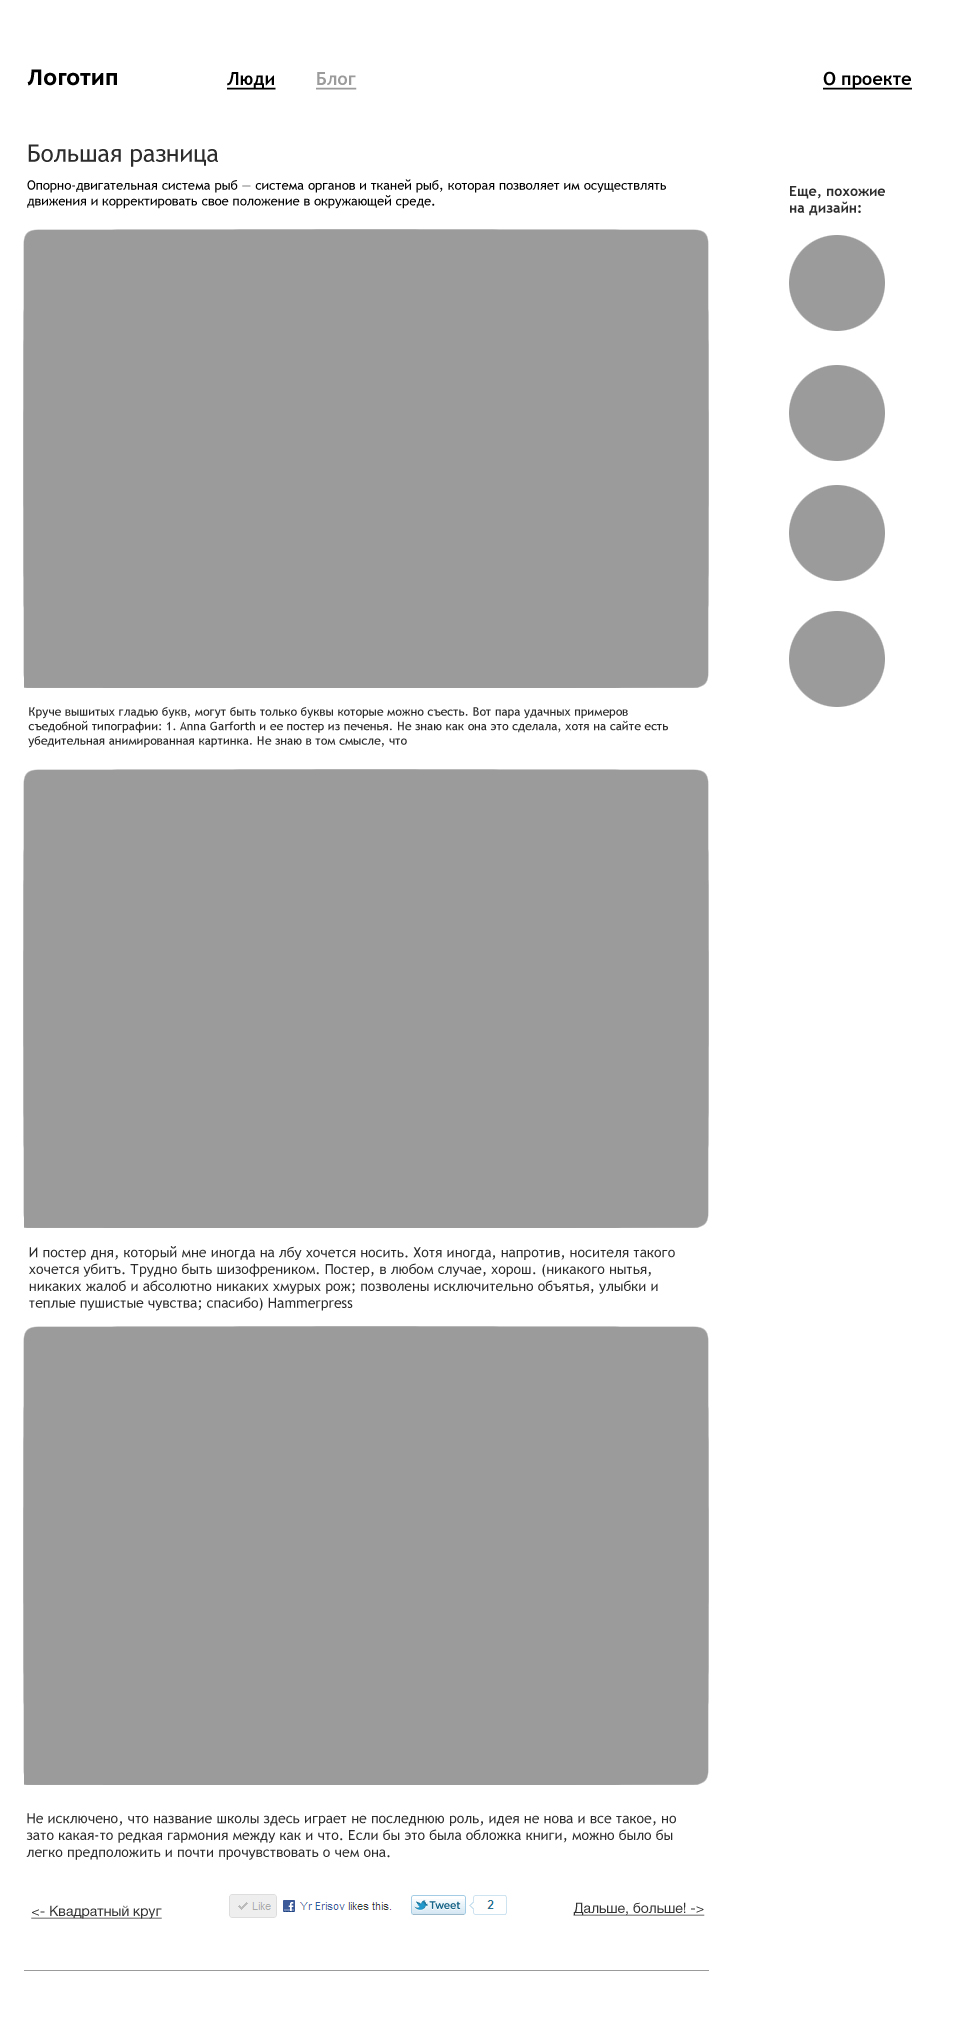 Логотип
Люди
Блог
О проекте
Большая разница
Опорно-двигательная система рыб — система органов и тканей рыб, которая позволяет им осуществлять
движения и корректировать свое положение в окружающей среде.
Еще, похожие
на дизайн:
Круче вышитых гладью букв, могут быть только буквы которые можно съесть. Вот пара удачных примеров
съедобной типографии: 1. Anna Garforth и ее постер из печенья. Не знаю как она это сделала, хотя на сайте есть
убедительная анимированная картинка. Не знаю в том смысле, что
И постер дня, который мне иногда на лбу хочется носить. Хотя иногда, напротив, носителя такого
хочется убитъ. Трудно быть шизофреником. Постер, в любом случае, хорош. (никакого нытья,
никаких жалоб и абсолютно никаких хмурых рож; позволены исключительно объятья, улыбки и
теплые пушистые чувства; спасибо) Hammerpress
Не исключено, что название школы здесь играет не последнюю роль, идея не нова и все такое, но
зато какая-то редкая гармония между как и что. Если бы это была обложка книги, можно было бы
легко предположить и почти прочувствовать о чем она.
<- Квадратный круг
Like
Yr Erisov likes this.
Tweet
2
Дальше, больше! ->